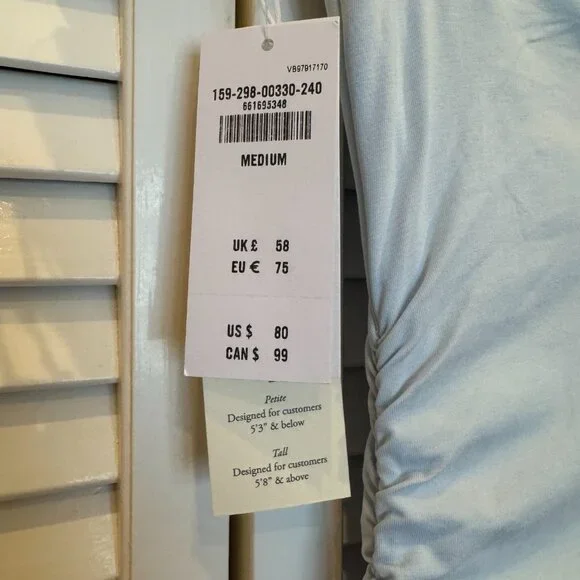 VB97917170
159-298-00330-240
661695348
MEDIUM
UK £ 58
EU € 75
US $ 80
CAN $ 99
Petite
Designed for customers
5'3" & below
Tall
Designed for customers
5'8" & above